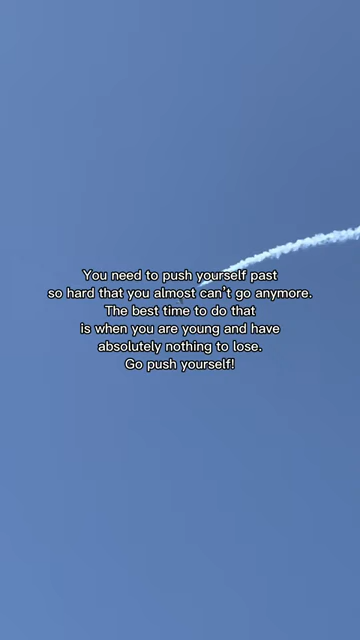 You need to push yourself past
so hard that you almost can't go anymore.
The best time to do that
is when you are young and have
absolutely nothing to lose.
Go push yourself!